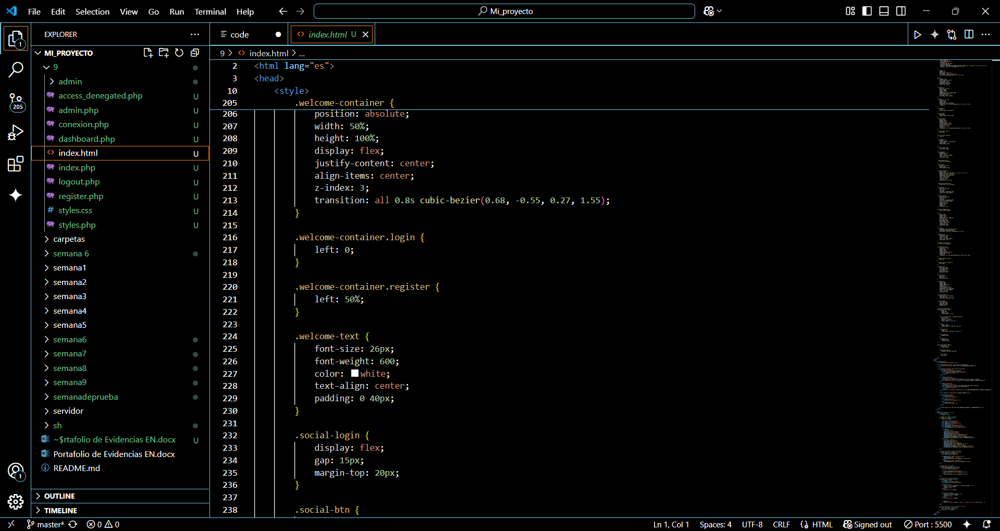 File Edit Selection View Go Run Terminal Help
Mi_proyecto
EXPLORER
code
index.html U
1
MI_PROYECTO
9 > index.html > ...
9
admin
access_denegated.php U
admin.php U
conexion.php U
dashboard.php U
index.html U
index.php U
logout.php U
register.php U
styles.css U
styles.php U
carpetas
semana 6
semana1
semana2
semana3
semana4
semana5
semana6
semana7
semana8
semana9
semanadeprueba
servidor
sh
~$rtafolio de Evidencias EN.docx U
Portafolio de Evidencias EN.docx
README.md
OUTLINE
TIMELINE
205
1
2 <html lang="es">
3 <head>
10 <style>
205 .welcome-container {
206 position: absolute;
207 width: 50%;
208 height: 100%;
209 display: flex;
210 justify-content: center;
211 align-items: center;
212 z-index: 3;
213 transition: all 0.8s cubic-bezier(0.68, -0.55, 0.27, 1.55);
214 }
215
216 .welcome-container.login {
217 left: 0;
218 }
219
220 .welcome-container.register {
221 left: 50%;
222 }
223
224 .welcome-text {
225 font-size: 26px;
226 font-weight: 600;
227 color: white;
228 text-align: center;
229 padding: 0 40px;
230 }
231
232 .social-login {
233 display: flex;
234 gap: 15px;
235 margin-top: 20px;
236 }
237
238 .social-btn {
master* 0 0 Ln 1, Col 1 Spaces: 4 UTF-8 CRLF HTML Signed out Port : 5500